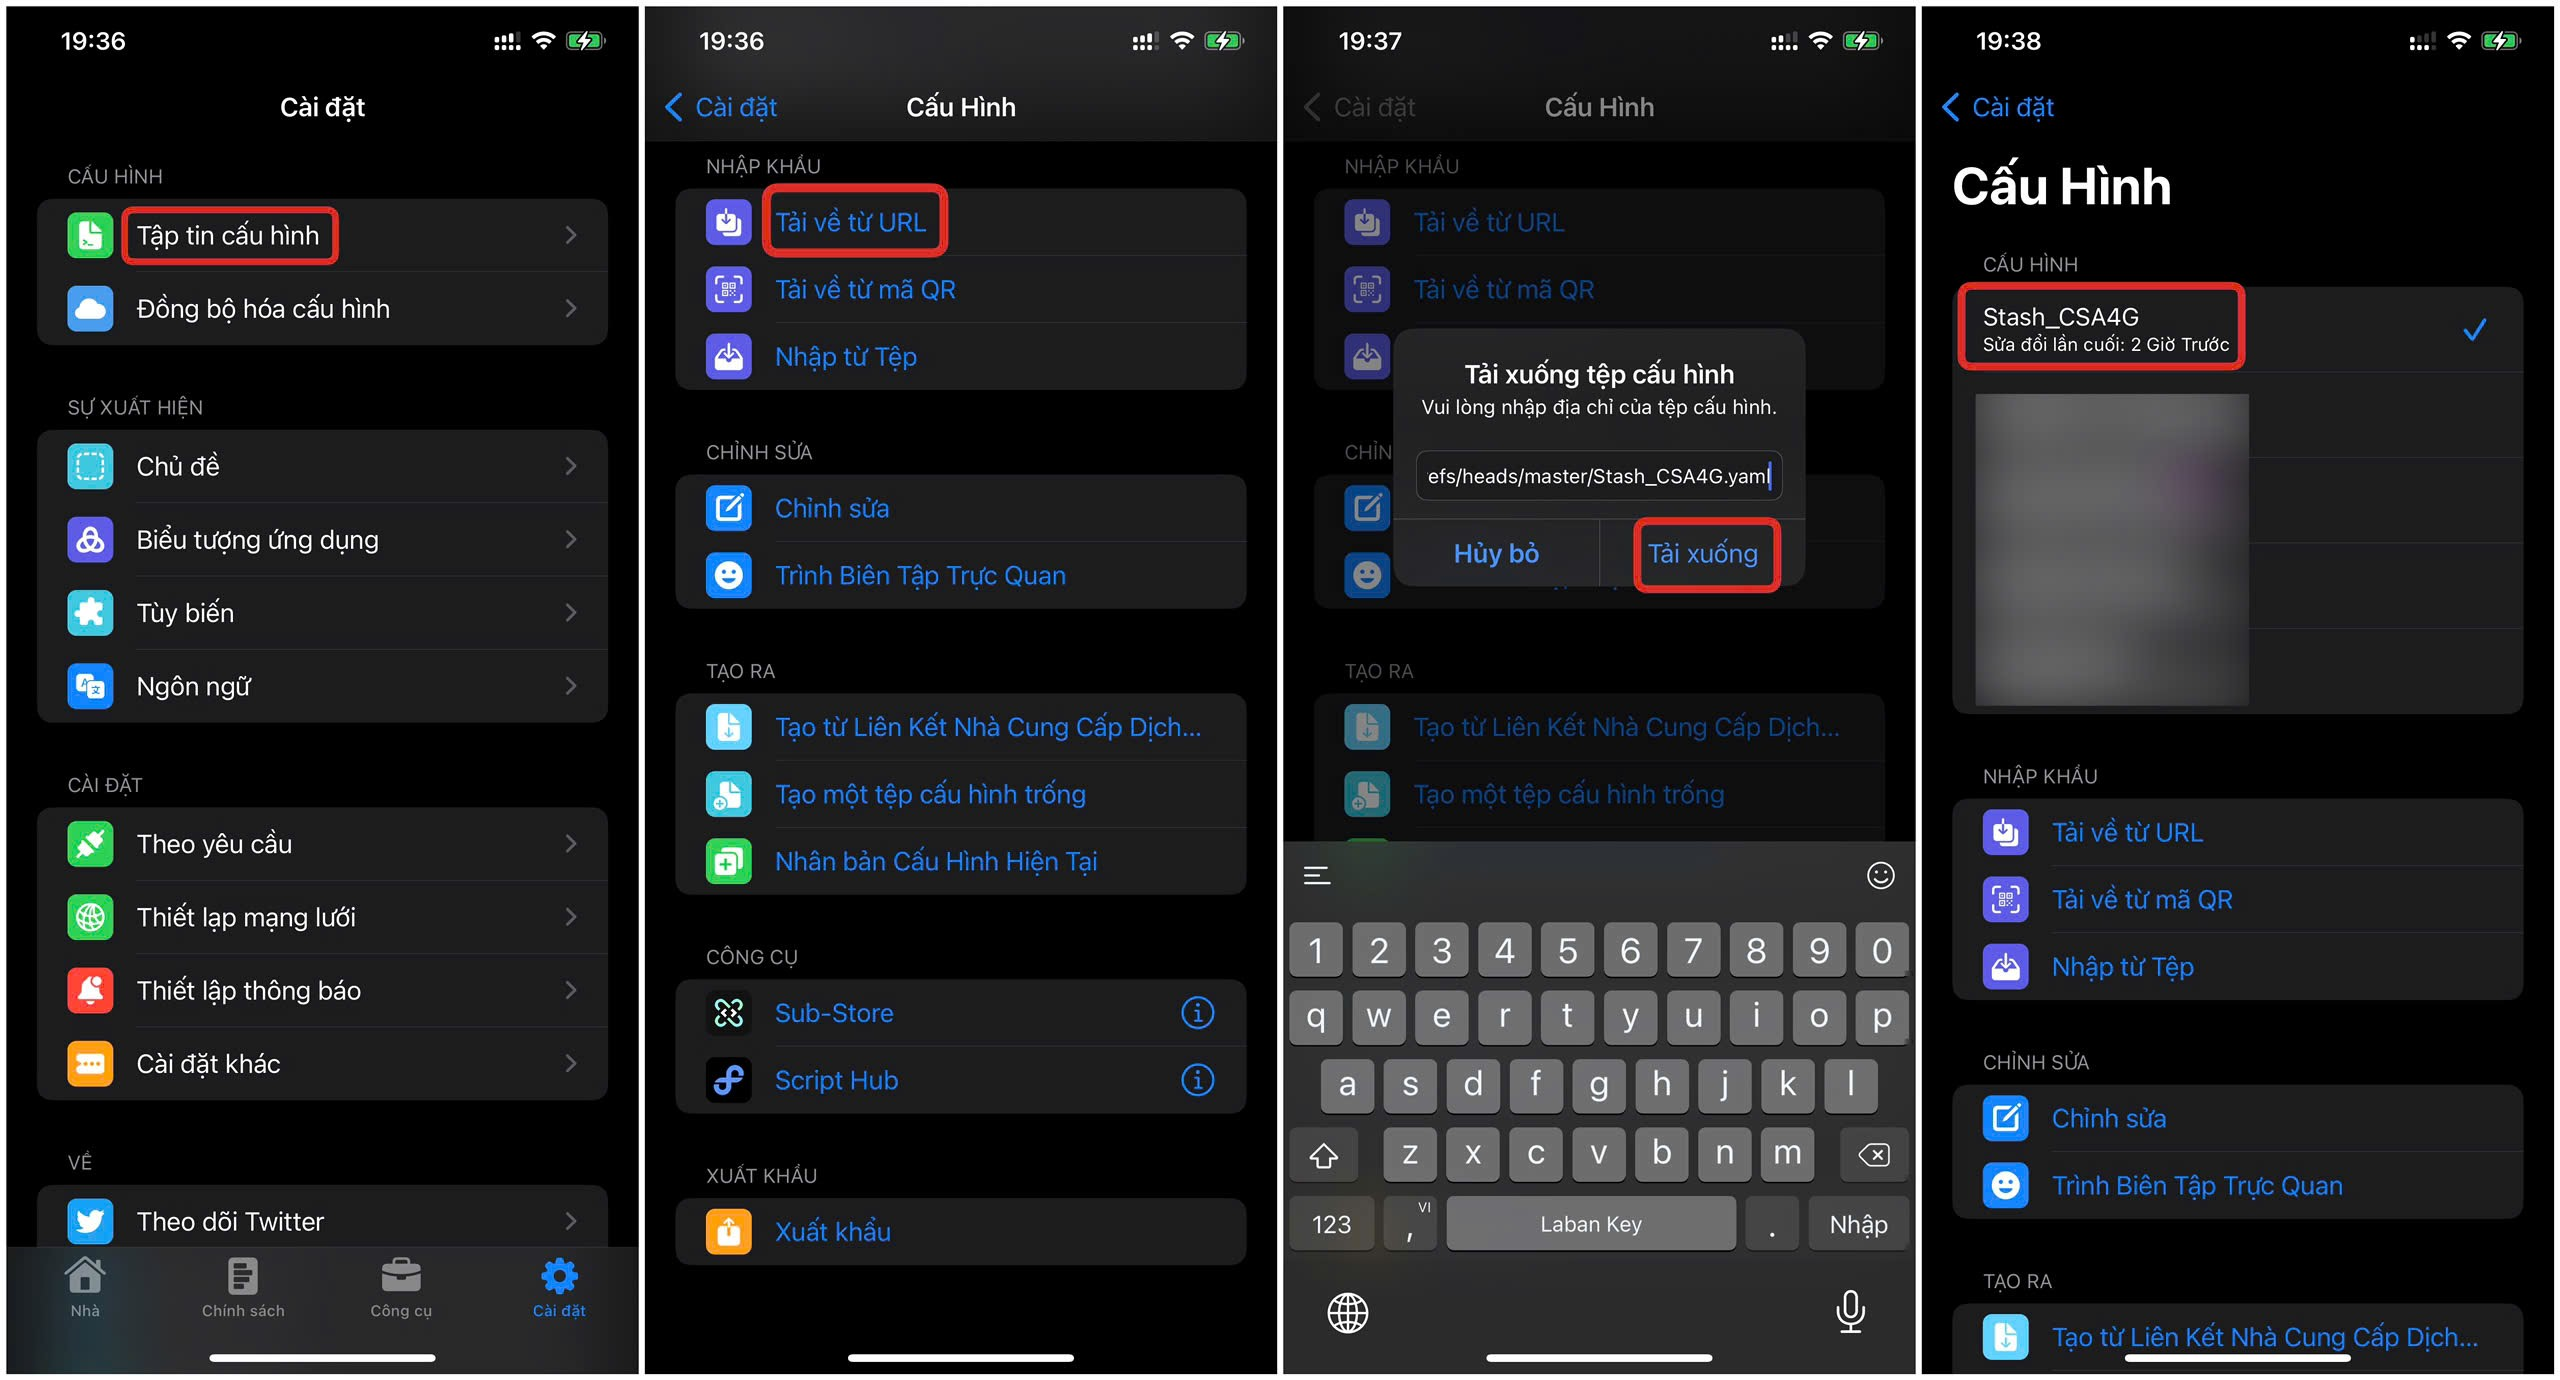 19:36
Cài đặt
CẤU HÌNH
Tập tin cấu hình
Đồng bộ hóa cấu hình
SỰ XUẤT HIỆN
Chủ đề
Biểu tượng ứng dụng
Tùy biến
Ngôn ngữ
CÀI ĐẶT
Theo yêu cầu
Thiết lạp mạng lưới
Thiết lập thông báo
Cài đặt khác
VỀ
Theo dõi Twitter
Nhà
Chính sách
Công cụ
Cài đặt
19:36
Cài đặt
Cấu Hình
NHẬP KHẨU
Tải về từ URL
Tải về từ mã QR
Nhập từ Tệp
CHỈNH SỬA
Chỉnh sửa
Trình Biên Tập Trực Quan
TẠO RA
Tạo từ Liên Kết Nhà Cung Cấp Dịch...
Tạo một tệp cấu hình trống
Nhân bản Cấu Hình Hiện Tại
CÔNG CỤ
Sub-Store
Script Hub
XUẤT KHẨU
Xuất khẩu
19:37
Cài đặt
Cấu Hình
NHẬP KHẨU
Tải về từ URL
Tải về từ mã QR
Tải xuống tệp cấu hình
Vui lòng nhập địa chỉ của tệp cấu hình.
CHỈN
efs/heads/master/Stash_CSA4G.yaml
Hủy bỏ
Tải xuống
TẠO RA
Tạo từ Liên Kết Nhà Cung Cấp Dịch...
Tạo một tệp cấu hình trống
1 2 3 4 5 6 7 8 9 0
q w e r t y u i o p
a s d f g h j k l
z x c v b n m
123 , VI Laban Key . Nhập
19:38
Cài đặt
Cấu Hình
CẤU HÌNH
Stash_CSA4G
Sửa đổi lần cuối: 2 Giờ Trước
NHẬP KHẨU
Tải về từ URL
Tải về từ mã QR
Nhập từ Tệp
CHỈNH SỬA
Chỉnh sửa
Trình Biên Tập Trực Quan
TẠO RA
Tạo từ Liên Kết Nhà Cung Cấp Dịch...